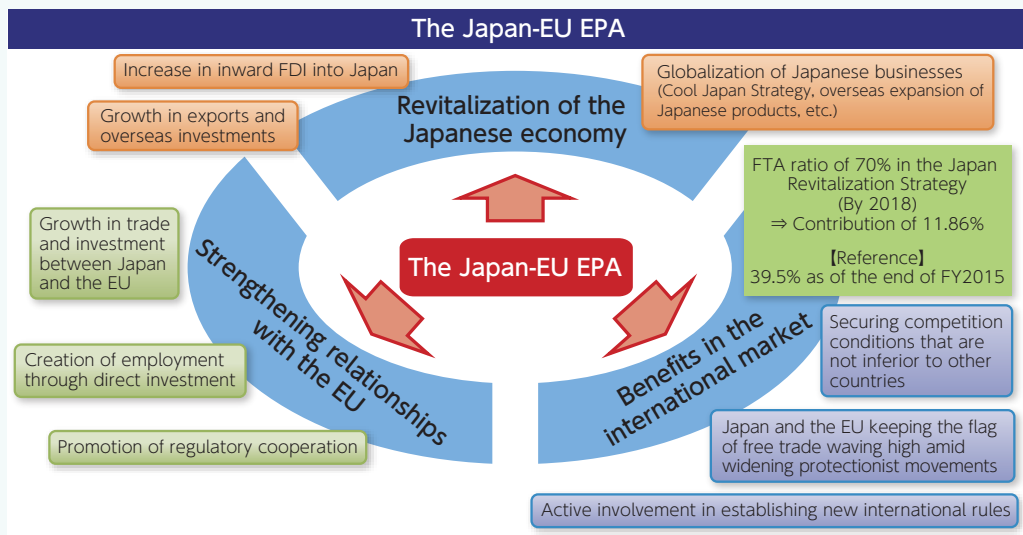 The Japan-EU EPA
Increase in inward FDI into Japan
Growth in exports and
overseas investments
Revitalization of the
Japanese economy
Globalization of Japanese businesses
(Cool Japan Strategy, overseas expansion of
Japanese products, etc.)
FTA ratio of 70% in the Japan
Revitalization Strategy
(By 2018)
⇒ Contribution of 11.86%
【Reference】
39.5% as of the end of FY2015
The Japan-EU EPA
Growth in trade
and investment
between Japan
and the EU
Creation of employment
through direct investment
Promotion of regulatory cooperation
Strengthening relationships
with the EU
Benefits in the
international market
Securing competition
conditions that are
not inferior to other
countries
Japan and the EU keeping the flag
of free trade waving high amid
widening protectionist movements
Active involvement in establishing new international rules